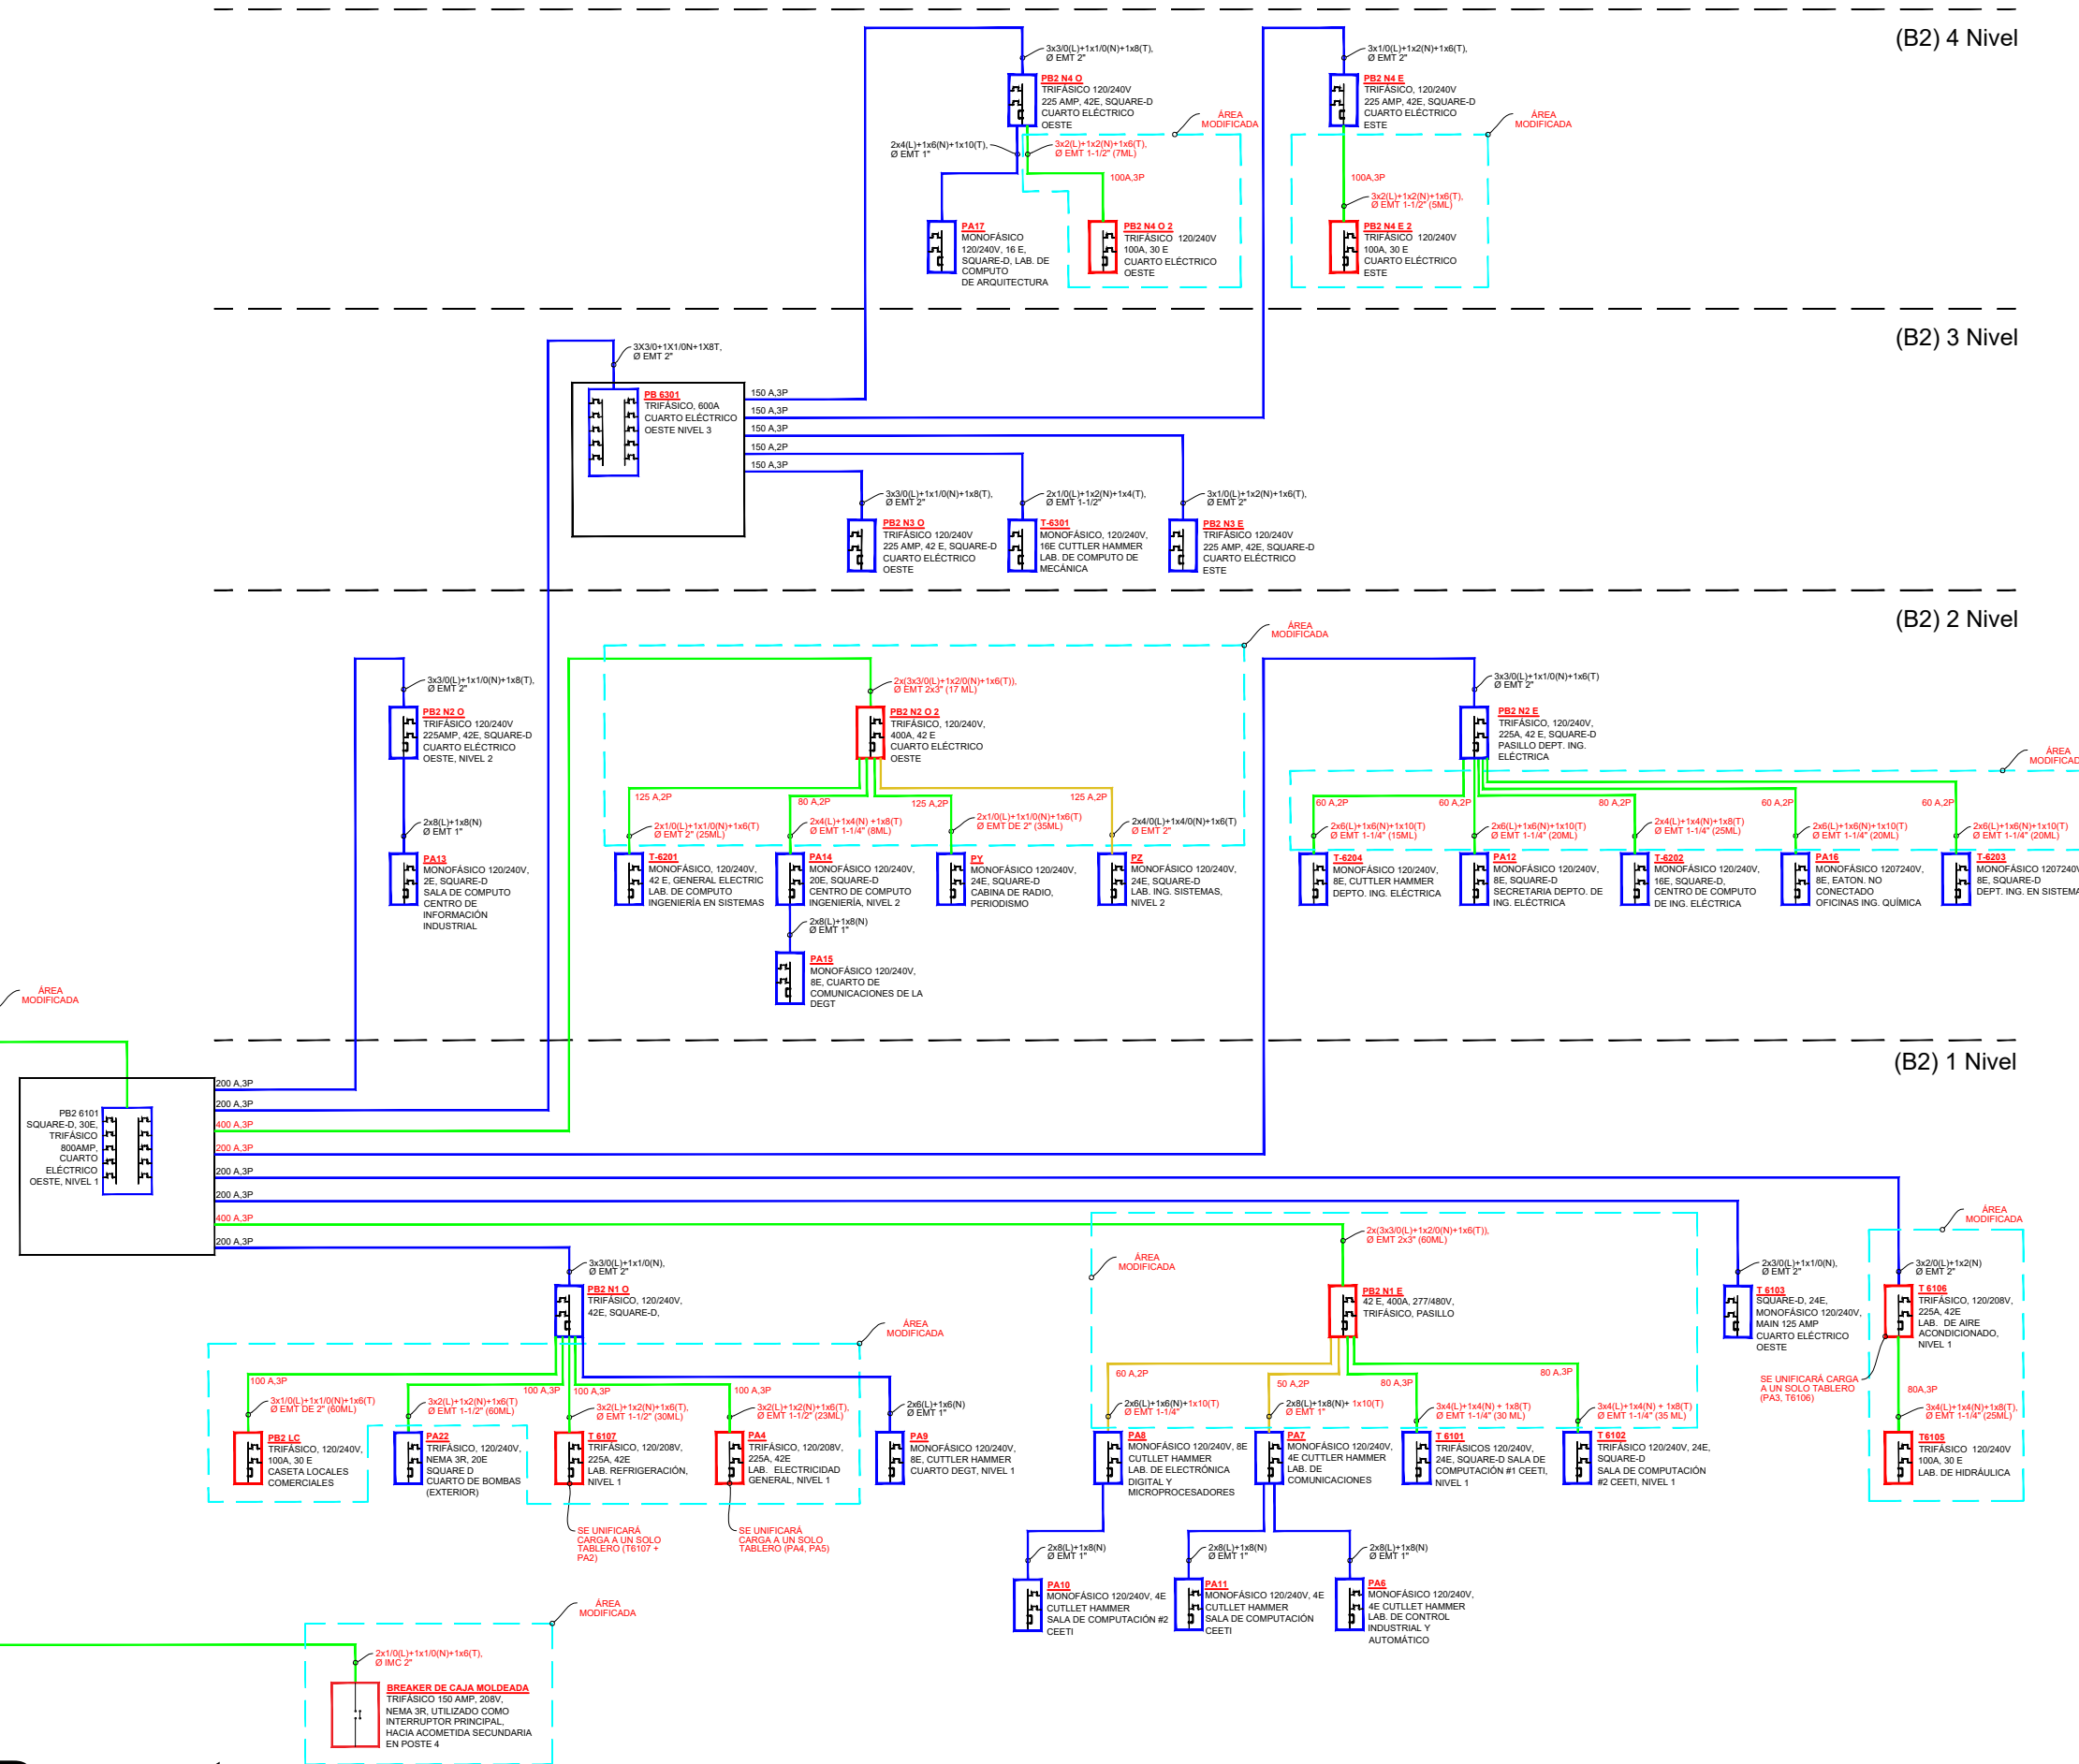 (B2) 4 Nivel
3x3/0(L)+1x1/0(N)+1x8(T),
Ø EMT 2"
PB2 N4 O
TRIFÁSICO 120/240V
225 AMP, 42E, SQUARE-D
CUARTO ELÉCTRICO
OESTE
3x1/0(L)+1x2(N)+1x6(T),
Ø EMT 2"
PB2 N4 E
TRIFÁSICO, 120/240V
225 AMP, 42E, SQUARE-D
CUARTO ELÉCTRICO
ESTE
ÁREA
MODIFICADA
ÁREA
MODIFICADA
2x4(L)+1x6(N)+1x10(T),
Ø EMT 1"
3x2(L)+1x2(N)+1x6(T),
Ø EMT 1-1/2" (7ML)
100A,3P
100A,3P
3x2(L)+1x2(N)+1x6(T),
Ø EMT 1-1/2" (5ML)
PA17
MONOFÁSICO
120/240V, 16 E,
SQUARE-D, LAB. DE
COMPUTO
DE ARQUITECTURA
PB2 N4 O 2
TRIFÁSICO 120/240V
100A, 30 E
CUARTO ELÉCTRICO
OESTE
PB2 N4 E 2
TRIFÁSICO 120/240V
100A, 30 E
CUARTO ELÉCTRICO
ESTE
(B2) 3 Nivel
3X3/0+1X1/0N+1X8T,
Ø EMT 2"
PB 6301
TRIFÁSICO, 600A
CUARTO ELÉCTRICO
OESTE NIVEL 3
150 A,3P
150 A,3P
150 A,3P
150 A,2P
150 A,3P
3x3/0(L)+1x1/0(N)+1x8(T),
Ø EMT 2"
2x1/0(L)+1x2(N)+1x4(T),
Ø EMT 1-1/2"
3x1/0(L)+1x2(N)+1x6(T),
Ø EMT 2"
PB2 N3 O
TRIFÁSICO 120/240V
225 AMP, 42 E, SQUARE-D
CUARTO ELÉCTRICO
OESTE
T-6301
MONOFÁSICO, 120/240V,
16E CUTTLER HAMMER
LAB. DE COMPUTO DE
MECÁNICA
PB2 N3 E
TRIFÁSICO 120/240V
225 AMP, 42E, SQUARE-D
CUARTO ELÉCTRICO
ESTE
(B2) 2 Nivel
ÁREA
MODIFICADA
3x3/0(L)+1x1/0(N)+1x8(T),
Ø EMT 2"
PB2 N2 O
TRIFÁSICO 120/240V
225AMP, 42E, SQUARE-D
CUARTO ELÉCTRICO
OESTE, NIVEL 2
2x(3x3/0(L)+1x2/0(N)+1x6(T)),
Ø EMT 2x3" (17 ML)
PB2 N2 O 2
TRIFÁSICO, 120/240V,
400A, 42 E
CUARTO ELÉCTRICO
OESTE
3x3/0(L)+1x1/0(N)+1x6(T)
Ø EMT 2"
PB2 N2 E
TRIFÁSICO, 120/240V,
225A, 42 E, SQUARE-D
PASILLO DEPT. ING.
ELÉCTRICA
ÁREA
MODIFICAD
125 A,2P
80 A,2P
125 A,2P
125 A,2P
60 A,2P
60 A,2P
80 A,2P
60 A,2P
60 A,2P
2x8(L)+1x8(N)
Ø EMT 1"
2x1/0(L)+1x1/0(N)+1x6(T)
Ø EMT 2" (25ML)
2x4(L)+1x4(N) +1x8(T)
Ø EMT 1-1/4" (8ML)
2x1/0(L)+1x1/0(N)+1x6(T)
Ø EMT DE 2" (35ML)
2x4/0(L)+1x4/0(N)+1x6(T)
Ø EMT 2"
2x6(L)+1x6(N)+1x10(T)
Ø EMT 1-1/4" (15ML)
2x6(L)+1x6(N)+1x10(T)
Ø EMT 1-1/4" (20ML)
2x4(L)+1x4(N)+1x8(T)
Ø EMT 1-1/4" (25ML)
2x6(L)+1x6(N)+1x10(T)
Ø EMT 1-1/4" (20ML)
2x6(L)+1x6(N)+1x10(T)
Ø EMT 1-1/4" (20ML)
PA13
MONOFÁSICO 120/240V,
2E, SQUARE-D
SALA DE COMPUTO
CENTRO DE
INFORMACIÓN
INDUSTRIAL
T-6201
MONOFÁSICO, 120/240V,
42 E, GENERAL ELECTRIC
LAB. DE COMPUTO
INGENIERÍA EN SISTEMAS
PA14
MONOFÁSICO 120/240V,
20E, SQUARE-D
CENTRO DE COMPUTO
INGENIERÍA, NIVEL 2
PY
MONOFÁSICO 120/240V,
24E, SQUARE-D
CABINA DE RADIO,
PERIODISMO
PZ
MONOFÁSICO 120/240V,
24E, SQUARE-D
LAB. ING. SISTEMAS,
NIVEL 2
T-6204
MONOFÁSICO 120/240V,
8E, CUTTLER HAMMER
DEPTO. ING. ELÉCTRICA
PA12
MONOFÁSICO 120/240V,
8E, SQUARE-D
SECRETARIA DEPTO. DE
ING. ELÉCTRICA
T-6202
MONOFÁSICO 120/240V,
16E, SQUARE-D,
CENTRO DE COMPUTO
DE ING. ELÉCTRICA
PA16
MONOFÁSICO 1207240V,
8E, EATON. NO
CONECTADO
OFICINAS ING. QUÍMICA
T-6203
MONOFÁSICO 1207240V
8E, SQUARE-D
DEPT. ING. EN SISTEMA
2x8(L)+1x8(N)
Ø EMT 1"
PA15
MONOFÁSICO 120/240V,
8E, CUARTO DE
COMUNICACIONES DE LA
DEGT
ÁREA
MODIFICADA
(B2) 1 Nivel
PB2 6101
SQUARE-D, 30E,
TRIFÁSICO
800AMP,
CUARTO
ELÉCTRICO
OESTE, NIVEL 1
200 A,3P
200 A,3P
400 A,3P
200 A,3P
200 A,3P
200 A,3P
400 A,3P
200 A,3P
ÁREA
MODIFICADA
ÁREA
MODIFICADA
2x(3x3/0(L)+1x2/0(N)+1x6(T)),
Ø EMT 2x3" (60ML)
3x3/0(L)+1x1/0(N),
Ø EMT 2"
2x3/0(L)+1x1/0(N),
Ø EMT 2"
3x2/0(L)+1x2(N)
Ø EMT 2"
PB2 N1 O
TRIFÁSICO, 120/240V,
42E, SQUARE-D,
PB2 N1 E
42 E, 400A, 277/480V,
TRIFÁSICO, PASILLO
T 6103
SQUARE-D, 24E,
MONOFÁSICO 120/240V,
MAIN 125 AMP
CUARTO ELÉCTRICO
OESTE
T 6106
TRIFÁSICO, 120/208V,
225A, 42E
LAB. DE AIRE
ACONDICIONADO,
NIVEL 1
ÁREA
MODIFICADA
SE UNIFICARÁ CARGA
A UN SOLO TABLERO
(PA3, T6106)
100 A,3P
100 A,3P
100 A,3P
100 A,3P
60 A,2P
50 A,2P
80 A,3P
80 A,3P
80A,3P
3x1/0(L)+1x1/0(N)+1x6(T)
Ø EMT DE 2" (60ML)
3x2(L)+1x2(N)+1x6(T)
Ø EMT 1-1/2" (60ML)
3x2(L)+1x2(N)+1x6(T),
Ø EMT 1-1/2" (30ML)
3x2(L)+1x2(N)+1x6(T),
Ø EMT 1-1/2" (23ML)
2x6(L)+1x6(N)
Ø EMT 1"
2x6(L)+1x6(N)+1x10(T)
Ø EMT 1-1/4"
2x8(L)+1x8(N)+ 1x10(T)
Ø EMT 1"
3x4(L)+1x4(N) + 1x8(T)
Ø EMT 1-1/4" (30 ML)
3x4(L)+1x4(N) + 1x8(T)
Ø EMT 1-1/4" (35 ML)
3x4(L)+1x4(N)+1x8(T),
Ø EMT 1-1/4" (25ML)
PB2 LC
TRIFÁSICO, 120/240V,
100A, 30 E
CASETA LOCALES
COMERCIALES
PA22
TRIFÁSICO, 120/240V,
NEMA 3R, 20E
SQUARE D
CUARTO DE BOMBAS
(EXTERIOR)
T 6107
TRIFÁSICO, 120/208V,
225A, 42E
LAB. REFRIGERACIÓN,
NIVEL 1
PA4
TRIFÁSICO, 120/208V,
225A, 42E
LAB. ELECTRICIDAD
GENERAL, NIVEL 1
PA9
MONOFÁSICO 120/240V,
8E, CUTTLER HAMMER
CUARTO DEGT, NIVEL 1
PA8
MONOFÁSICO 120/240V, 8E
CUTLLET HAMMER
LAB. DE ELECTRÓNICA
DIGITAL Y
MICROPROCESADORES
PA7
MONOFÁSICO 120/240V,
4E CUTTLER HAMMER
LAB. DE
COMUNICACIONES
T 6101
TRIFÁSICOS 120/240V,
24E, SQUARE-D SALA DE
COMPUTACIÓN #1 CEETI,
NIVEL 1
T 6102
TRIFÁSICO 120/240V, 24E,
SQUARE-D
SALA DE COMPUTACIÓN
#2 CEETI, NIVEL 1
T6105
TRIFÁSICO 120/240V
100A, 30 E
LAB. DE HIDRÁULICA
SE UNIFICARÁ
CARGA A UN SOLO
TABLERO (T6107 +
PA2)
SE UNIFICARÁ
CARGA A UN SOLO
TABLERO (PA4, PA5)
2x8(L)+1x8(N)
Ø EMT 1"
2x8(L)+1x8(N)
Ø EMT 1"
2x8(L)+1x8(N)
Ø EMT 1"
PA10
MONOFÁSICO 120/240V, 4E
CUTLLET HAMMER
SALA DE COMPUTACIÓN #2
CEETI
PA11
MONOFÁSICO 120/240V, 4E
CUTLLET HAMMER
SALA DE COMPUTACIÓN
CEETI
PA6
MONOFÁSICO 120/240V,
4E CUTLLET HAMMER
LAB. DE CONTROL
INDUSTRIAL Y
AUTOMÁTICO
ÁREA
MODIFICADA
2x1/0(L)+1x1/0(N)+1x6(T),
Ø IMC 2"
BREAKER DE CAJA MOLDEADA
TRIFÁSICO 150 AMP, 208V,
NEMA 3R, UTILIZADO COMO
INTERRUPTOR PRINCIPAL,
HACIA ACOMETIDA SECUNDARIA
EN POSTE 4